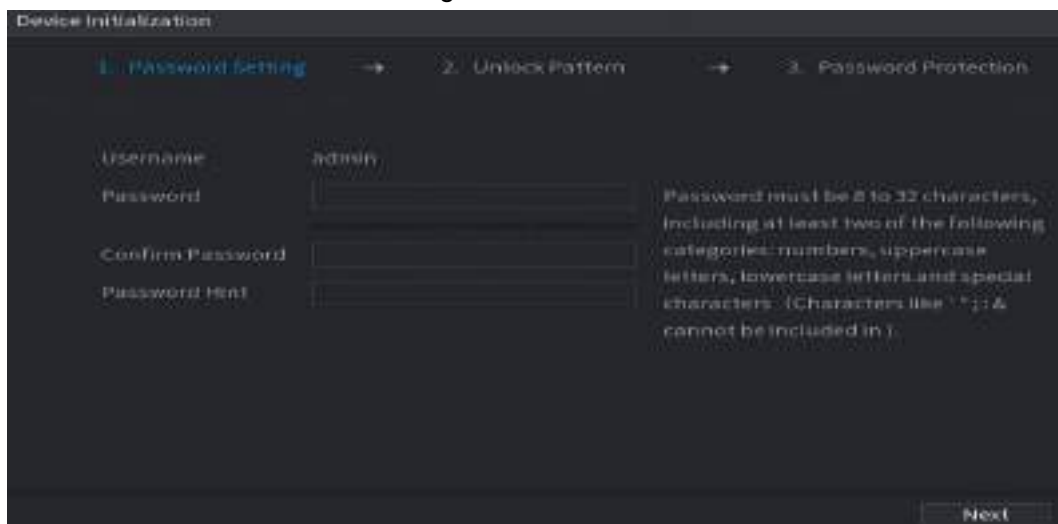 Device Initialization
1. Password Setting → 2. Unlock Pattern → 3. Password Protection
Username admin
Password
Confirm Password
Password Hint
Password must be 8 to 32 characters,
including at least two of the following
categories: numbers, uppercase
letters, lowercase letters and special
characters (Characters like ' " ; : &
cannot be included in ).
Next